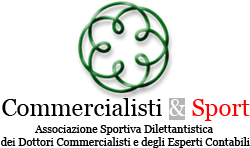 Commercialisti & Sport
Associazione Sportiva Dilettantistica
dei Dottori Commercialisti e degli Esperti Contabili